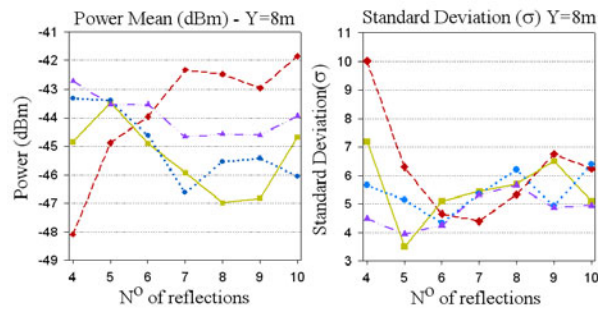 Power Mean (dBm) - Y=8m
Power (dBm)
-41
-42
-43
-44
-45
-46
-47
-48
-49
4 5 6 7 8 9 10
Nº of reflections
Standard Deviation (σ) Y=8m
Standard Deviation(σ)
11
10
9
8
7
6
5
4
3
4 5 6 7 8 9 10
Nº of reflections